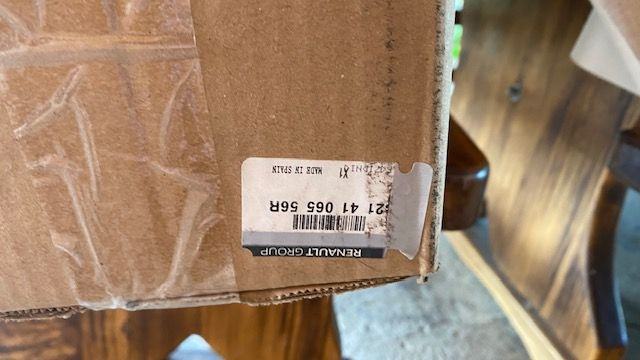 RENAULT GROUP
21 41 065 56R
X1 MADE IN SPAIN